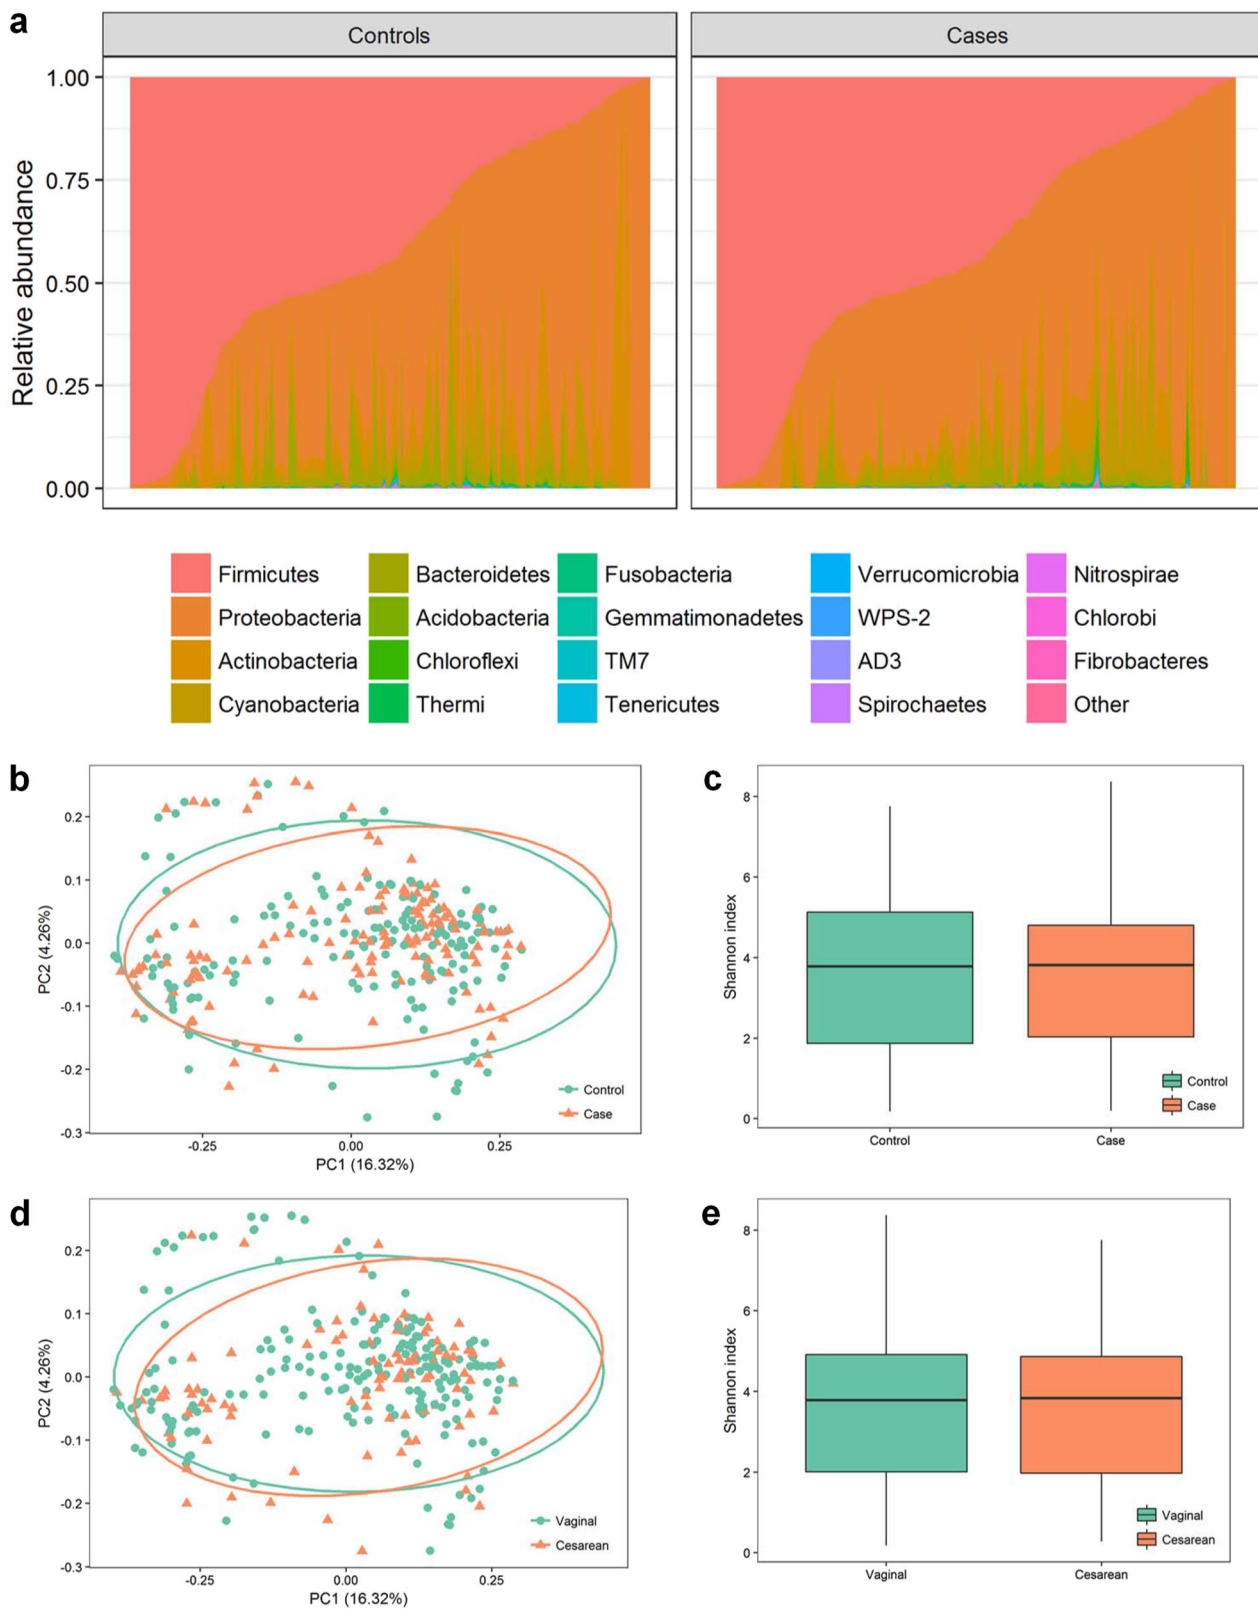 a
Controls
Cases
Relative abundance
1.00
0.75
0.50
0.25
0.00
Firmicutes
Bacteroidetes
Fusobacteria
Verrucomicrobia
Nitrospirae
Proteobacteria
Acidobacteria
Gemmatimonadetes
WPS-2
Chlorobi
Actinobacteria
Chloroflexi
TM7
AD3
Fibrobacteres
Cyanobacteria
Thermi
Tenericutes
Spirochaetes
Other
b
PC2 (4.26%)
0.2
0.1
0.0
-0.1
-0.2
-0.3
Control
Case
-0.25
0.00
0.25
PC1 (16.32%)
c
Shannon index
8
6
4
2
0
Control
Case
Control
Case
d
PC2 (4.26%)
0.2
0.1
0.0
-0.1
-0.2
-0.3
Vaginal
Cesarean
-0.25
0.00
0.25
PC1 (16.32%)
e
Shannon index
8
6
4
2
0
Vaginal
Cesarean
Vaginal
Cesarean